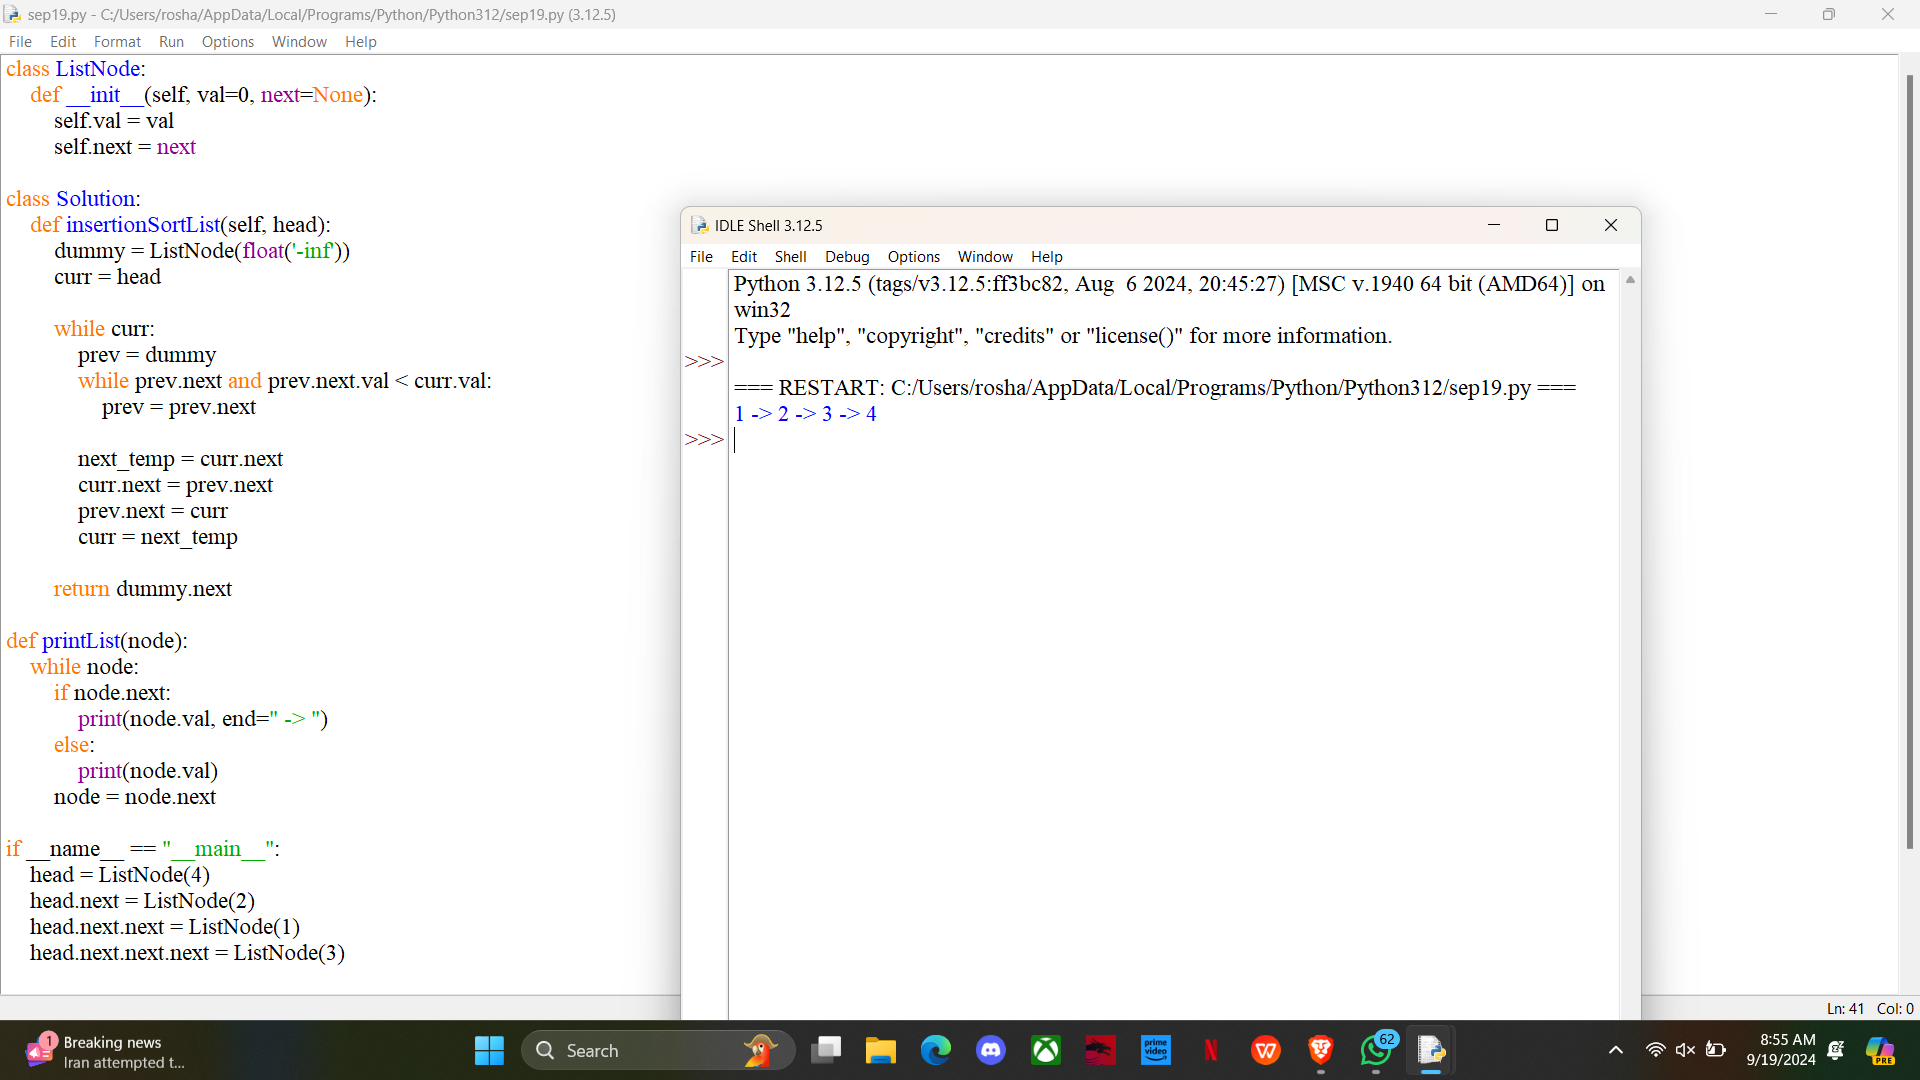 sep19.py - C:/Users/rosha/AppData/Local/Programs/Python/Python312/sep19.py (3.12.5)
File Edit Format Run Options Window Help
class ListNode:
    def __init__(self, val=0, next=None):
        self.val = val
        self.next = next
class Solution:
    def insertionSortList(self, head):
        dummy = ListNode(float('-inf'))
        curr = head
        while curr:
            prev = dummy
            while prev.next and prev.next.val < curr.val:
                prev = prev.next
            next_temp = curr.next
            curr.next = prev.next
            prev.next = curr
            curr = next_temp
        return dummy.next
def printList(node):
    while node:
        if node.next:
            print(node.val, end=" -> ")
        else:
            print(node.val)
        node = node.next
if __name__ == "__main__":
    head = ListNode(4)
    head.next = ListNode(2)
    head.next.next = ListNode(1)
    head.next.next.next = ListNode(3)
IDLE Shell 3.12.5
File Edit Shell Debug Options Window Help
Python 3.12.5 (tags/v3.12.5:ff3bc82, Aug  6 2024, 20:45:27) [MSC v.1940 64 bit (AMD64)] on
win32
Type "help", "copyright", "credits" or "license()" for more information.
>>>
=== RESTART: C:/Users/rosha/AppData/Local/Programs/Python/Python312/sep19.py ===
1 -> 2 -> 3 -> 4
>>>
Ln: 41 Col: 0
1
Breaking news
Iran attempted t...
Search
prime video
N
W
62
8:55 AM
9/19/2024
PRE